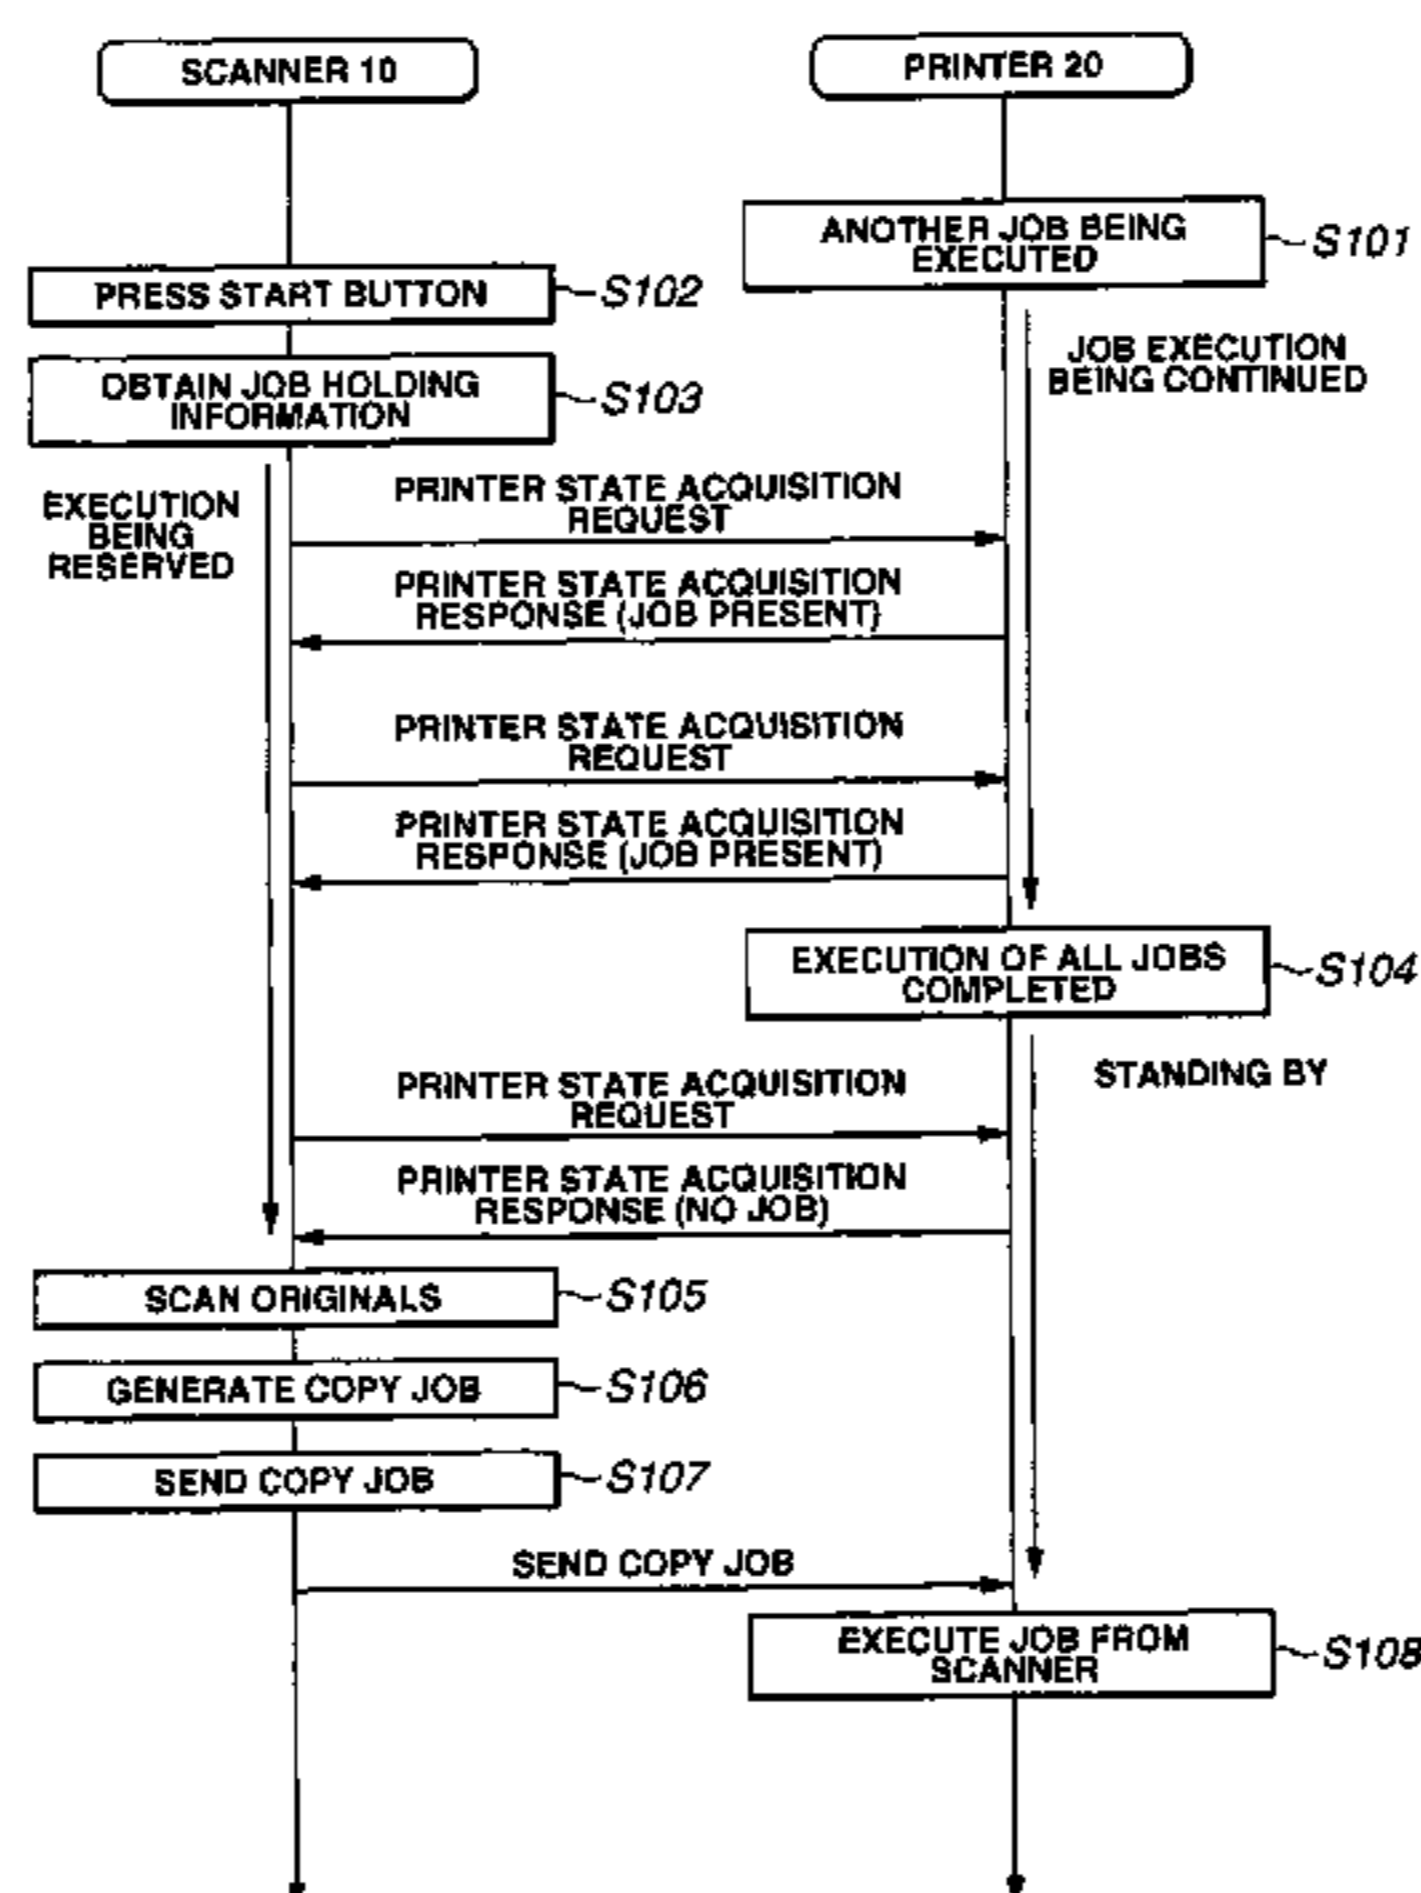 SCANNER 10
PRINTER 20
ANOTHER JOB BEING
EXECUTED
S101
PRESS START BUTTON
S102
JOB EXECUTION
BEING CONTINUED
OBTAIN JOB HOLDING
INFORMATION
S103
EXECUTION
BEING
RESERVED
PRINTER STATE ACQUISITION
REQUEST
PRINTER STATE ACQUISITION
RESPONSE (JOB PRESENT)
PRINTER STATE ACQUISITION
REQUEST
PRINTER STATE ACQUISITION
RESPONSE (JOB PRESENT)
EXECUTION OF ALL JOBS
COMPLETED
S104
STANDING BY
PRINTER STATE ACQUISITION
REQUEST
PRINTER STATE ACQUISITION
RESPONSE (NO JOB)
SCAN ORIGINALS
S105
GENERATE COPY JOB
S106
SEND COPY JOB
S107
SEND COPY JOB
EXECUTE JOB FROM
SCANNER
S108